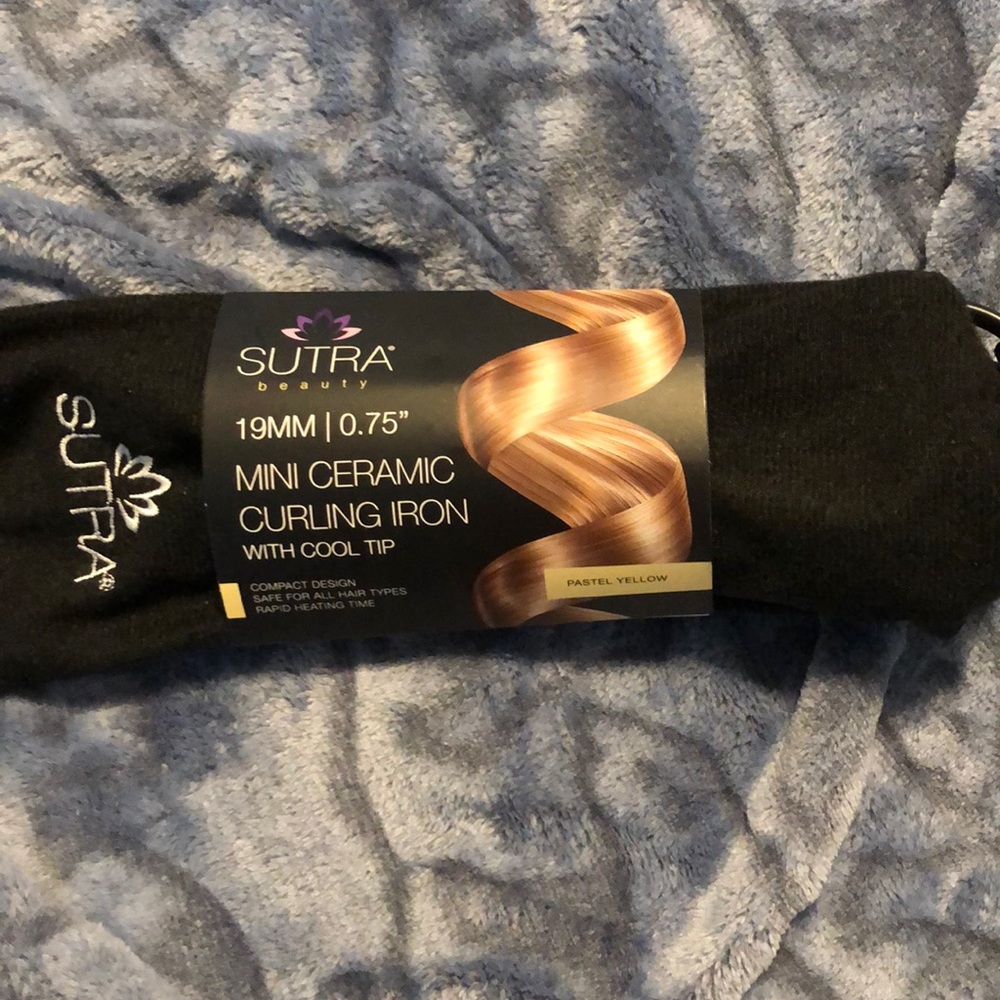 SUTRA®
SUTRA®
beauty
19MM | 0.75”
MINI CERAMIC
CURLING IRON
WITH COOL TIP
COMPACT DESIGN
SAFE FOR ALL HAIR TYPES
RAPID HEATING TIME
PASTEL YELLOW